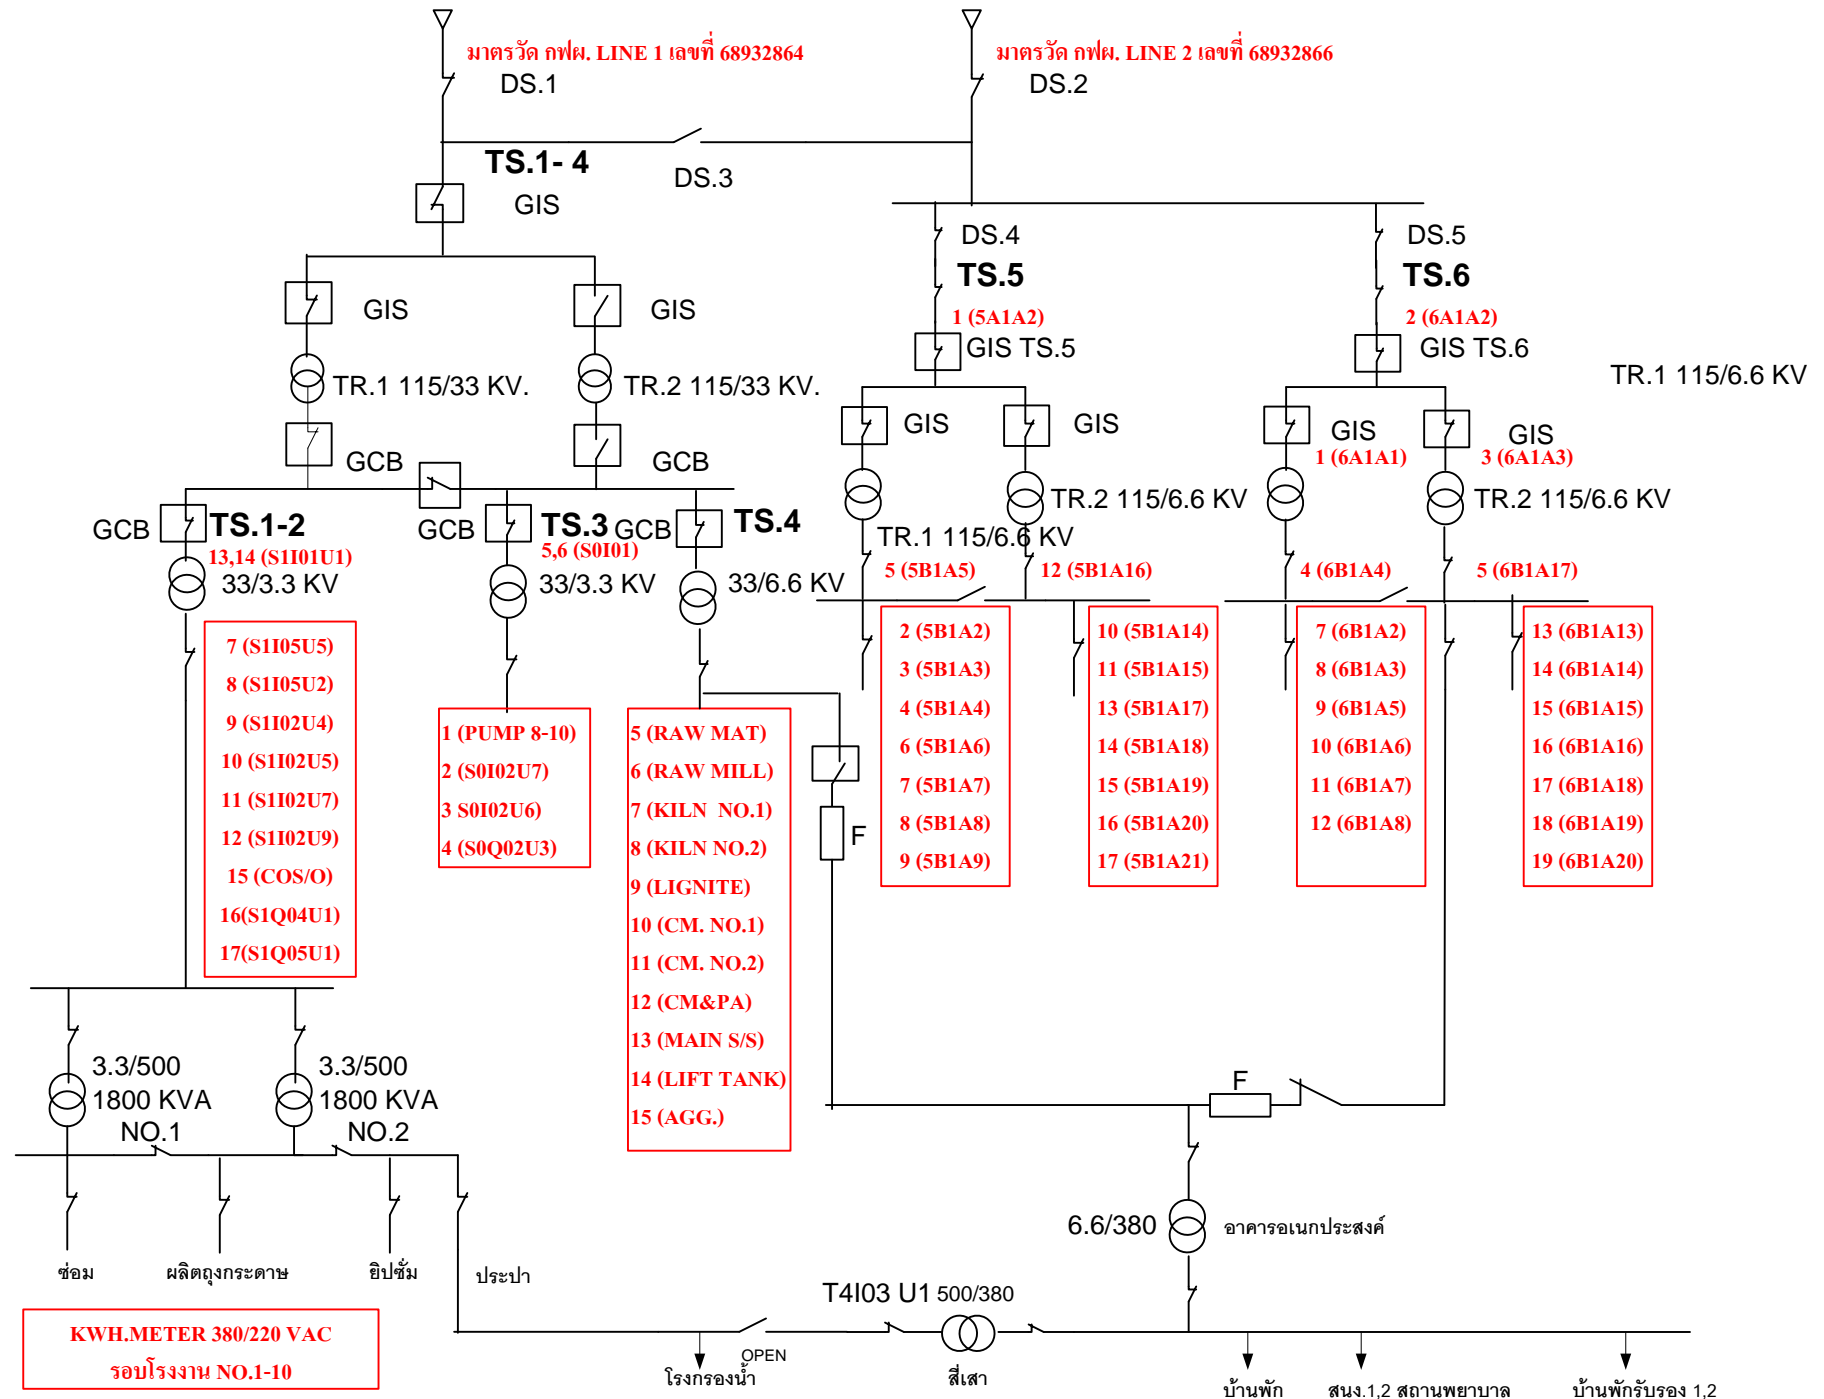 มาตรวัด กฟผ. LINE 1 เลขที่ 68932864
มาตรวัด กฟผ. LINE 2 เลขที่ 68932866
DS.1
DS.2
TS.1- 4
DS.3
GIS
DS.4
DS.5
TS.5
TS.6
1 (5A1A2)
2 (6A1A2)
GIS
GIS
GIS TS.5
GIS TS.6
TR.1 115/33 KV.
TR.2 115/33 KV.
TR.1 115/6.6 KV
GIS
GIS
GIS
GIS
1 (6A1A1)
3 (6A1A3)
GCB
GCB
TR.2 115/6.6 KV
TR.2 115/6.6 KV
GCB
TS.1-2
GCB
TS.3
GCB
TS.4
TR.1 115/6.6 KV
13,14 (S1I01U1)
5,6 (S0I01)
33/3.3 KV
33/3.3 KV
33/6.6 KV
5 (5B1A5)
12 (5B1A16)
4 (6B1A4)
5 (6B1A17)
7 (S1I05U5)
8 (S1I05U2)
9 (S1I02U4)
10 (S1I02U5)
11 (S1I02U7)
12 (S1I02U9)
15 (COS/O)
16(S1Q04U1)
17(S1Q05U1)
1 (PUMP 8-10)
2 (S0I02U7)
3 S0I02U6)
4 (S0Q02U3)
5 (RAW MAT)
6 (RAW MILL)
7 (KILN NO.1)
8 (KILN NO.2)
9 (LIGNITE)
10 (CM. NO.1)
11 (CM. NO.2)
12 (CM&PA)
13 (MAIN S/S)
14 (LIFT TANK)
15 (AGG.)
F
2 (5B1A2)
3 (5B1A3)
4 (5B1A4)
6 (5B1A6)
7 (5B1A7)
8 (5B1A8)
9 (5B1A9)
10 (5B1A14)
11 (5B1A15)
13 (5B1A17)
14 (5B1A18)
15 (5B1A19)
16 (5B1A20)
17 (5B1A21)
7 (6B1A2)
8 (6B1A3)
9 (6B1A5)
10 (6B1A6)
11 (6B1A7)
12 (6B1A8)
13 (6B1A13)
14 (6B1A14)
15 (6B1A15)
16 (6B1A16)
17 (6B1A18)
18 (6B1A19)
19 (6B1A20)
3.3/500
1800 KVA
NO.1
3.3/500
1800 KVA
NO.2
F
6.6/380
อาคารอเนกประสงค์
ซ่อม
ผลิตถุงกระดาษ
ยิปซั่ม
ประปา
T4I03 U1 500/380
KWH.METER 380/220 VAC
รอบโรงงาน NO.1-10
OPEN
โรงกรองน้ำ
สี่เสา
บ้านพัก
สนง.1,2 สถานพยาบาล
บ้านพักรับรอง 1,2